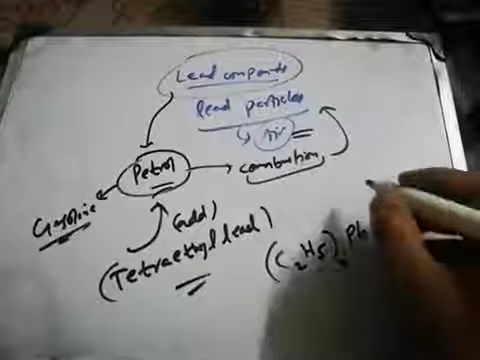 Lead compounds
lead particles
Air
Petrol
combustion
Gasoline
(add)
(Tetraethyl lead)
(C2H5)4 Pb